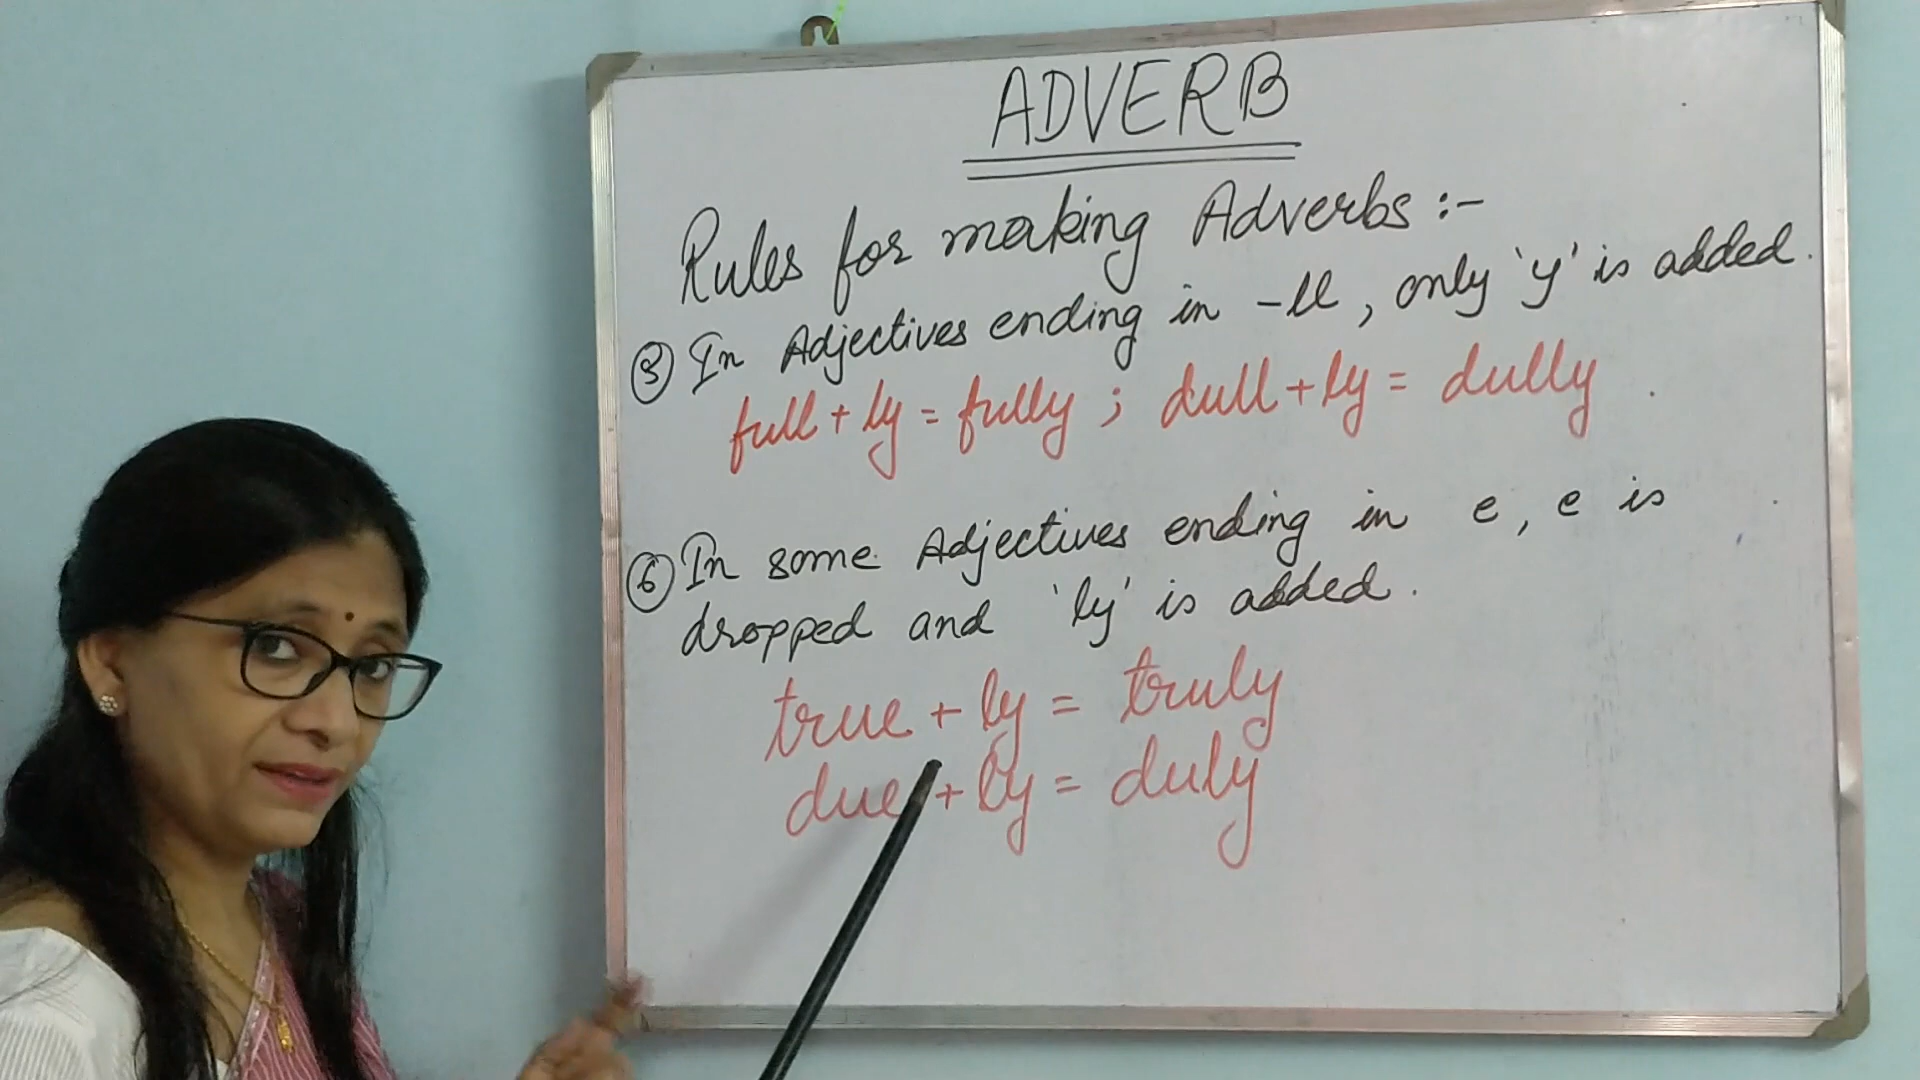 ADVERB
Rules for making Adverbs :-
⑤ In Adjectives ending in -ll, only 'y' is added.
full + ly = fully ; dull + ly = dully
⑥ In some Adjectives ending in e, e is
dropped and 'ly' is added.
true + ly = truly
due + ly = duly